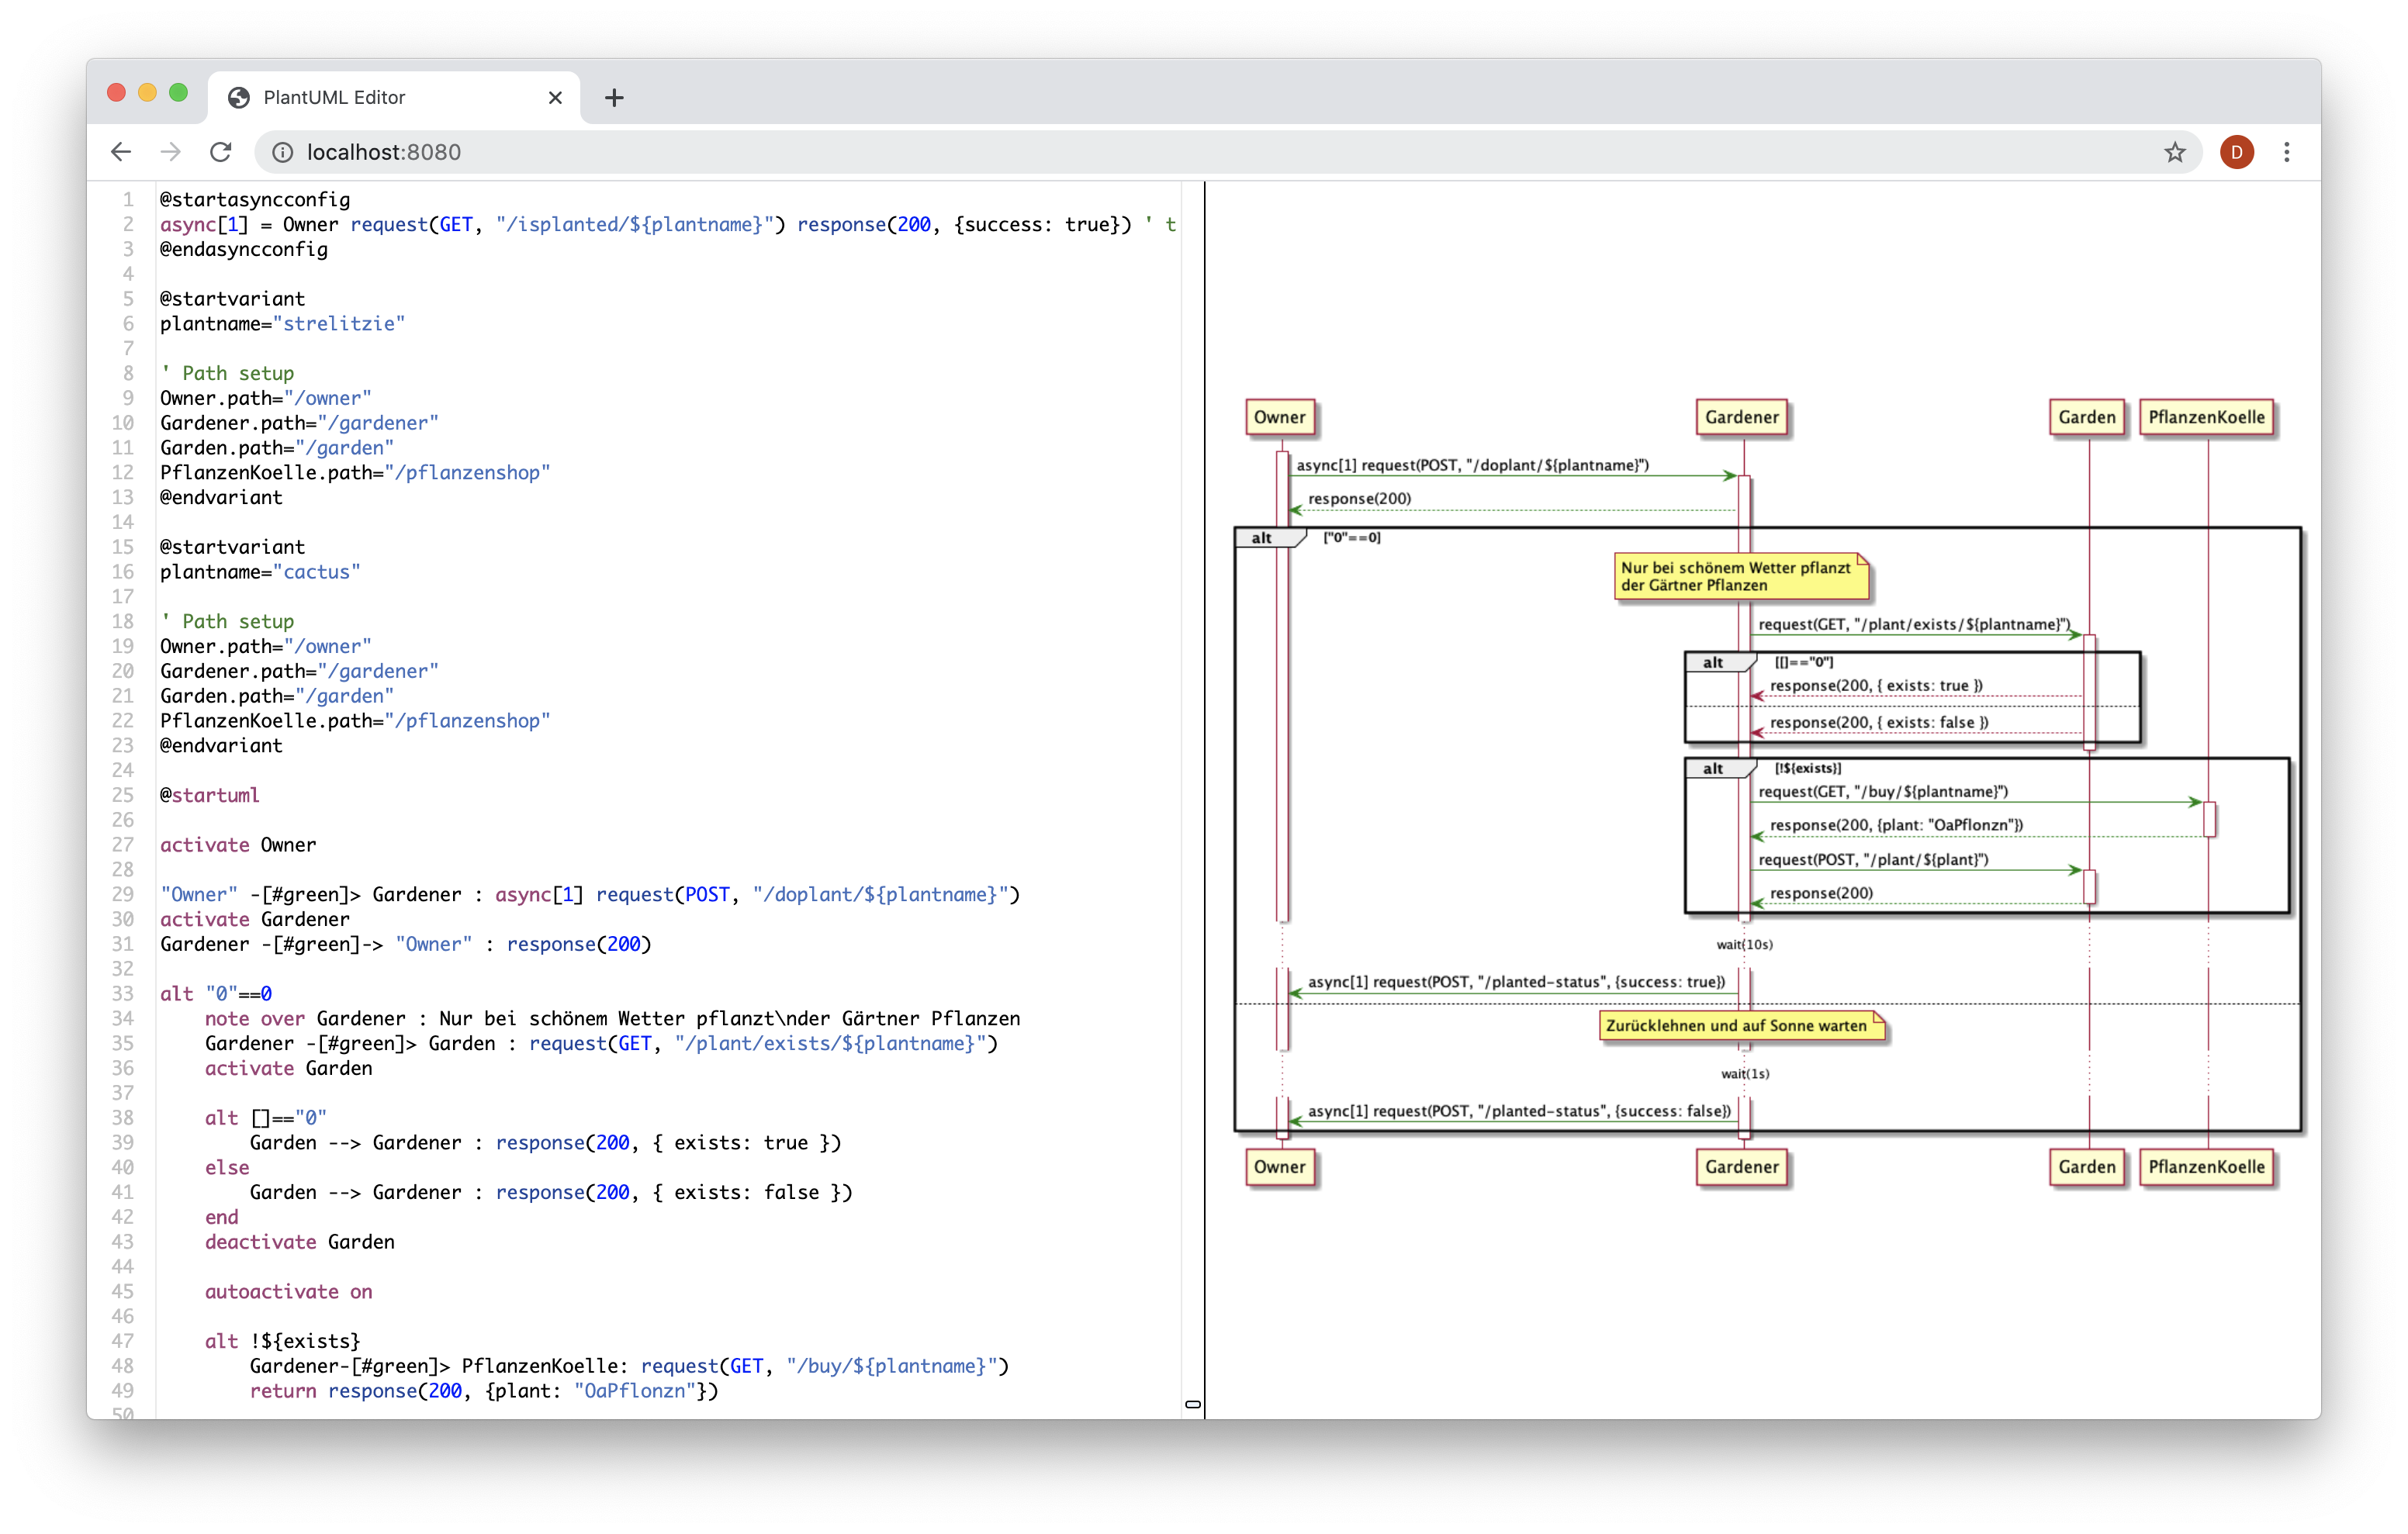 PlantUML Editor
localhost:8080
1 @startasyncconfig
2 async[1] = Owner request(GET, "/isplanted/${plantname}") response(200, {success: true}) ' t
3 @endasyncconfig
4
5 @startvariant
6 plantname="strelitzie"
7
8 ' Path setup
9 Owner.path="/owner"
10 Gardener.path="/gardener"
11 Garden.path="/garden"
12 PflanzenKoelle.path="/pflanzenshop"
13 @endvariant
14
15 @startvariant
16 plantname="cactus"
17
18 ' Path setup
19 Owner.path="/owner"
20 Gardener.path="/gardener"
21 Garden.path="/garden"
22 PflanzenKoelle.path="/pflanzenshop"
23 @endvariant
24
25 @startuml
26
27 activate Owner
28
29 "Owner" -[#green]> Gardener : async[1] request(POST, "/doplant/${plantname}")
30 activate Gardener
31 Gardener -[#green]-> "Owner" : response(200)
32
33 alt "0"==0
34 note over Gardener : Nur bei schönem Wetter pflanzt\nder Gärtner Pflanzen
35 Gardener -[#green]> Garden : request(GET, "/plant/exists/${plantname}")
36 activate Garden
37
38 alt []=="0"
39 Garden --> Gardener : response(200, { exists: true })
40 else
41 Garden --> Gardener : response(200, { exists: false })
42 end
43 deactivate Garden
44
45 autoactivate on
46
47 alt !${exists}
48 Gardener-[#green]> PflanzenKoelle: request(GET, "/buy/${plantname}")
49 return response(200, {plant: "OaPflonzn"})
50
D
Owner Gardener Garden PflanzenKoelle
async[1] request(POST, "/doplant/${plantname}")
response(200)
alt ["0"==0]
Nur bei schönem Wetter pflanzt
der Gärtner Pflanzen
request(GET, "/plant/exists/${plantname}")
alt [[]=="0"]
response(200, { exists: true })
response(200, { exists: false })
alt [!${exists}]
request(GET, "/buy/${plantname}")
response(200, {plant: "OaPflonzn"})
request(POST, "/plant/${plant}")
response(200)
wait(10s)
async[1] request(POST, "/planted-status", {success: true})
Zurücklehnen und auf Sonne warten
wait(1s)
async[1] request(POST, "/planted-status", {success: false})
Owner Gardener Garden PflanzenKoelle